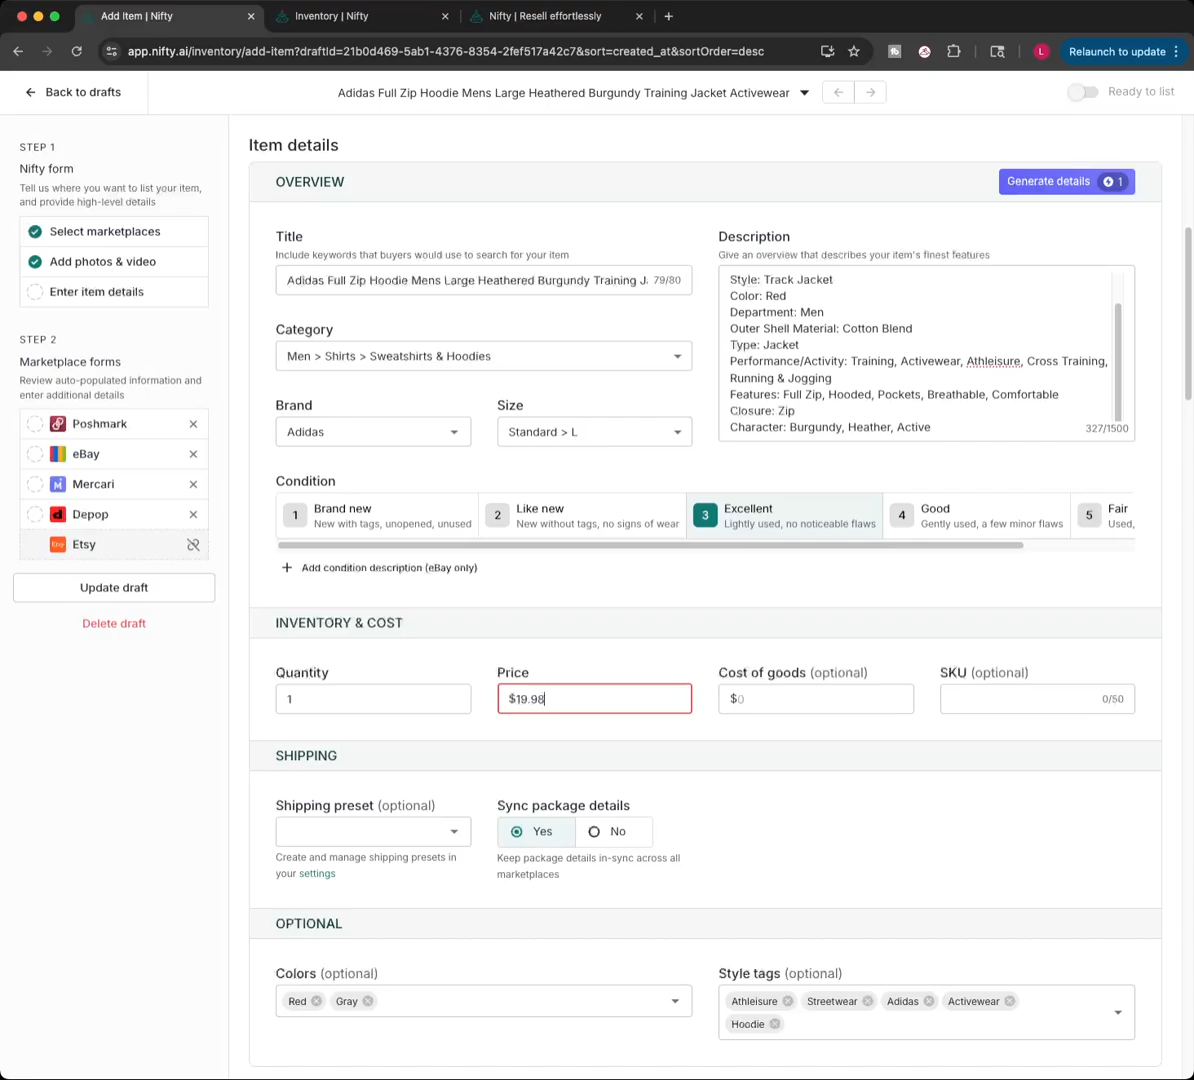 Add Item | Nifty
Inventory | Nifty
Nifty | Resell effortlessly
app.nifty.ai/inventory/add-item?draftId=21b0d469-5ab1-4376-8354-2fef517a42c7&sort=created_at&sortOrder=desc
L
Relaunch to update
Back to drafts
Adidas Full Zip Hoodie Mens Large Heathered Burgundy Training Jacket Activewear
Ready to list
STEP 1
Nifty form
Tell us where you want to list your item,
and provide high-level details
Select marketplaces
Add photos & video
Enter item details
STEP 2
Marketplace forms
Review auto-populated information and
enter additional details
Poshmark
eBay
Mercari
Depop
Etsy
Etsy
Update draft
Delete draft
Item details
OVERVIEW
Generate details 1
Title
Include keywords that buyers would use to search for your item
Adidas Full Zip Hoodie Mens Large Heathered Burgundy Training J. 79/80
Description
Give an overview that describes your item's finest features
Style: Track Jacket
Color: Red
Department: Men
Outer Shell Material: Cotton Blend
Type: Jacket
Performance/Activity: Training, Activewear, Athleisure, Cross Training,
Running & Jogging
Features: Full Zip, Hooded, Pockets, Breathable, Comfortable
Closure: Zip
Character: Burgundy, Heather, Active
327/1500
Category
Men > Shirts > Sweatshirts & Hoodies
Brand
Adidas
Size
Standard > L
Condition
1 Brand new
New with tags, unopened, unused
2 Like new
New without tags, no signs of wear
3 Excellent
Lightly used, no noticeable flaws
4 Good
Gently used, a few minor flaws
5 Fair
Used,
Add condition description (eBay only)
INVENTORY & COST
Quantity
1
Price
$19.98
Cost of goods (optional)
$0
SKU (optional)
0/50
SHIPPING
Shipping preset (optional)
Create and manage shipping presets in
your settings
Sync package details
Yes
No
Keep package details in-sync across all
marketplaces
OPTIONAL
Colors (optional)
Red
Gray
Style tags (optional)
Athleisure
Streetwear
Adidas
Activewear
Hoodie